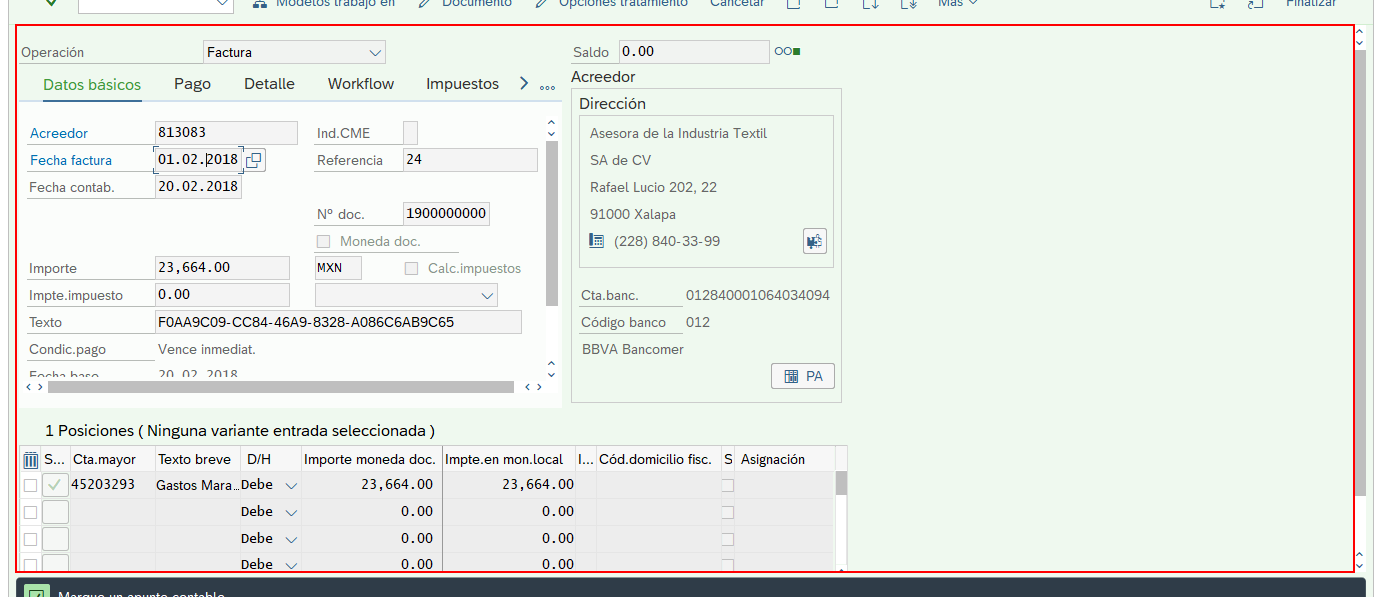 Modelos trabajo en Documento Opciones tratamiento Cancelar Más Finalizar
Operación Factura Saldo 0.00
Datos básicos Pago Detalle Workflow Impuestos
Acreedor
Dirección
Acreedor 813083 Ind.CME Asesora de la Industria Textil
Fecha factura 01.02.2018 Referencia 24 SA de CV
Fecha contab. 20.02.2018 Rafael Lucio 202, 22
Nº doc. 1900000000 91000 Xalapa
Moneda doc. (228) 840-33-99
Importe 23,664.00 MXN Calc.impuestos
Impte.impuesto 0.00 Cta.banc. 012840001064034094
Texto F0AA9C09-CC84-46A9-8328-A086C6AB9C65 Código banco 012
Condic.pago Vence inmediat. BBVA Bancomer
Fecha base 20.02.2018 PA
1 Posiciones ( Ninguna variante entrada seleccionada )
S... Cta.mayor Texto breve D/H Importe moneda doc. Impte.en mon.local I... Cód.domicilio fisc. S Asignación
45203293 Gastos Mara... Debe 23,664.00 23,664.00
Debe 0.00 0.00
Debe 0.00 0.00
Debe 0.00 0.00
Marque un apunte contable